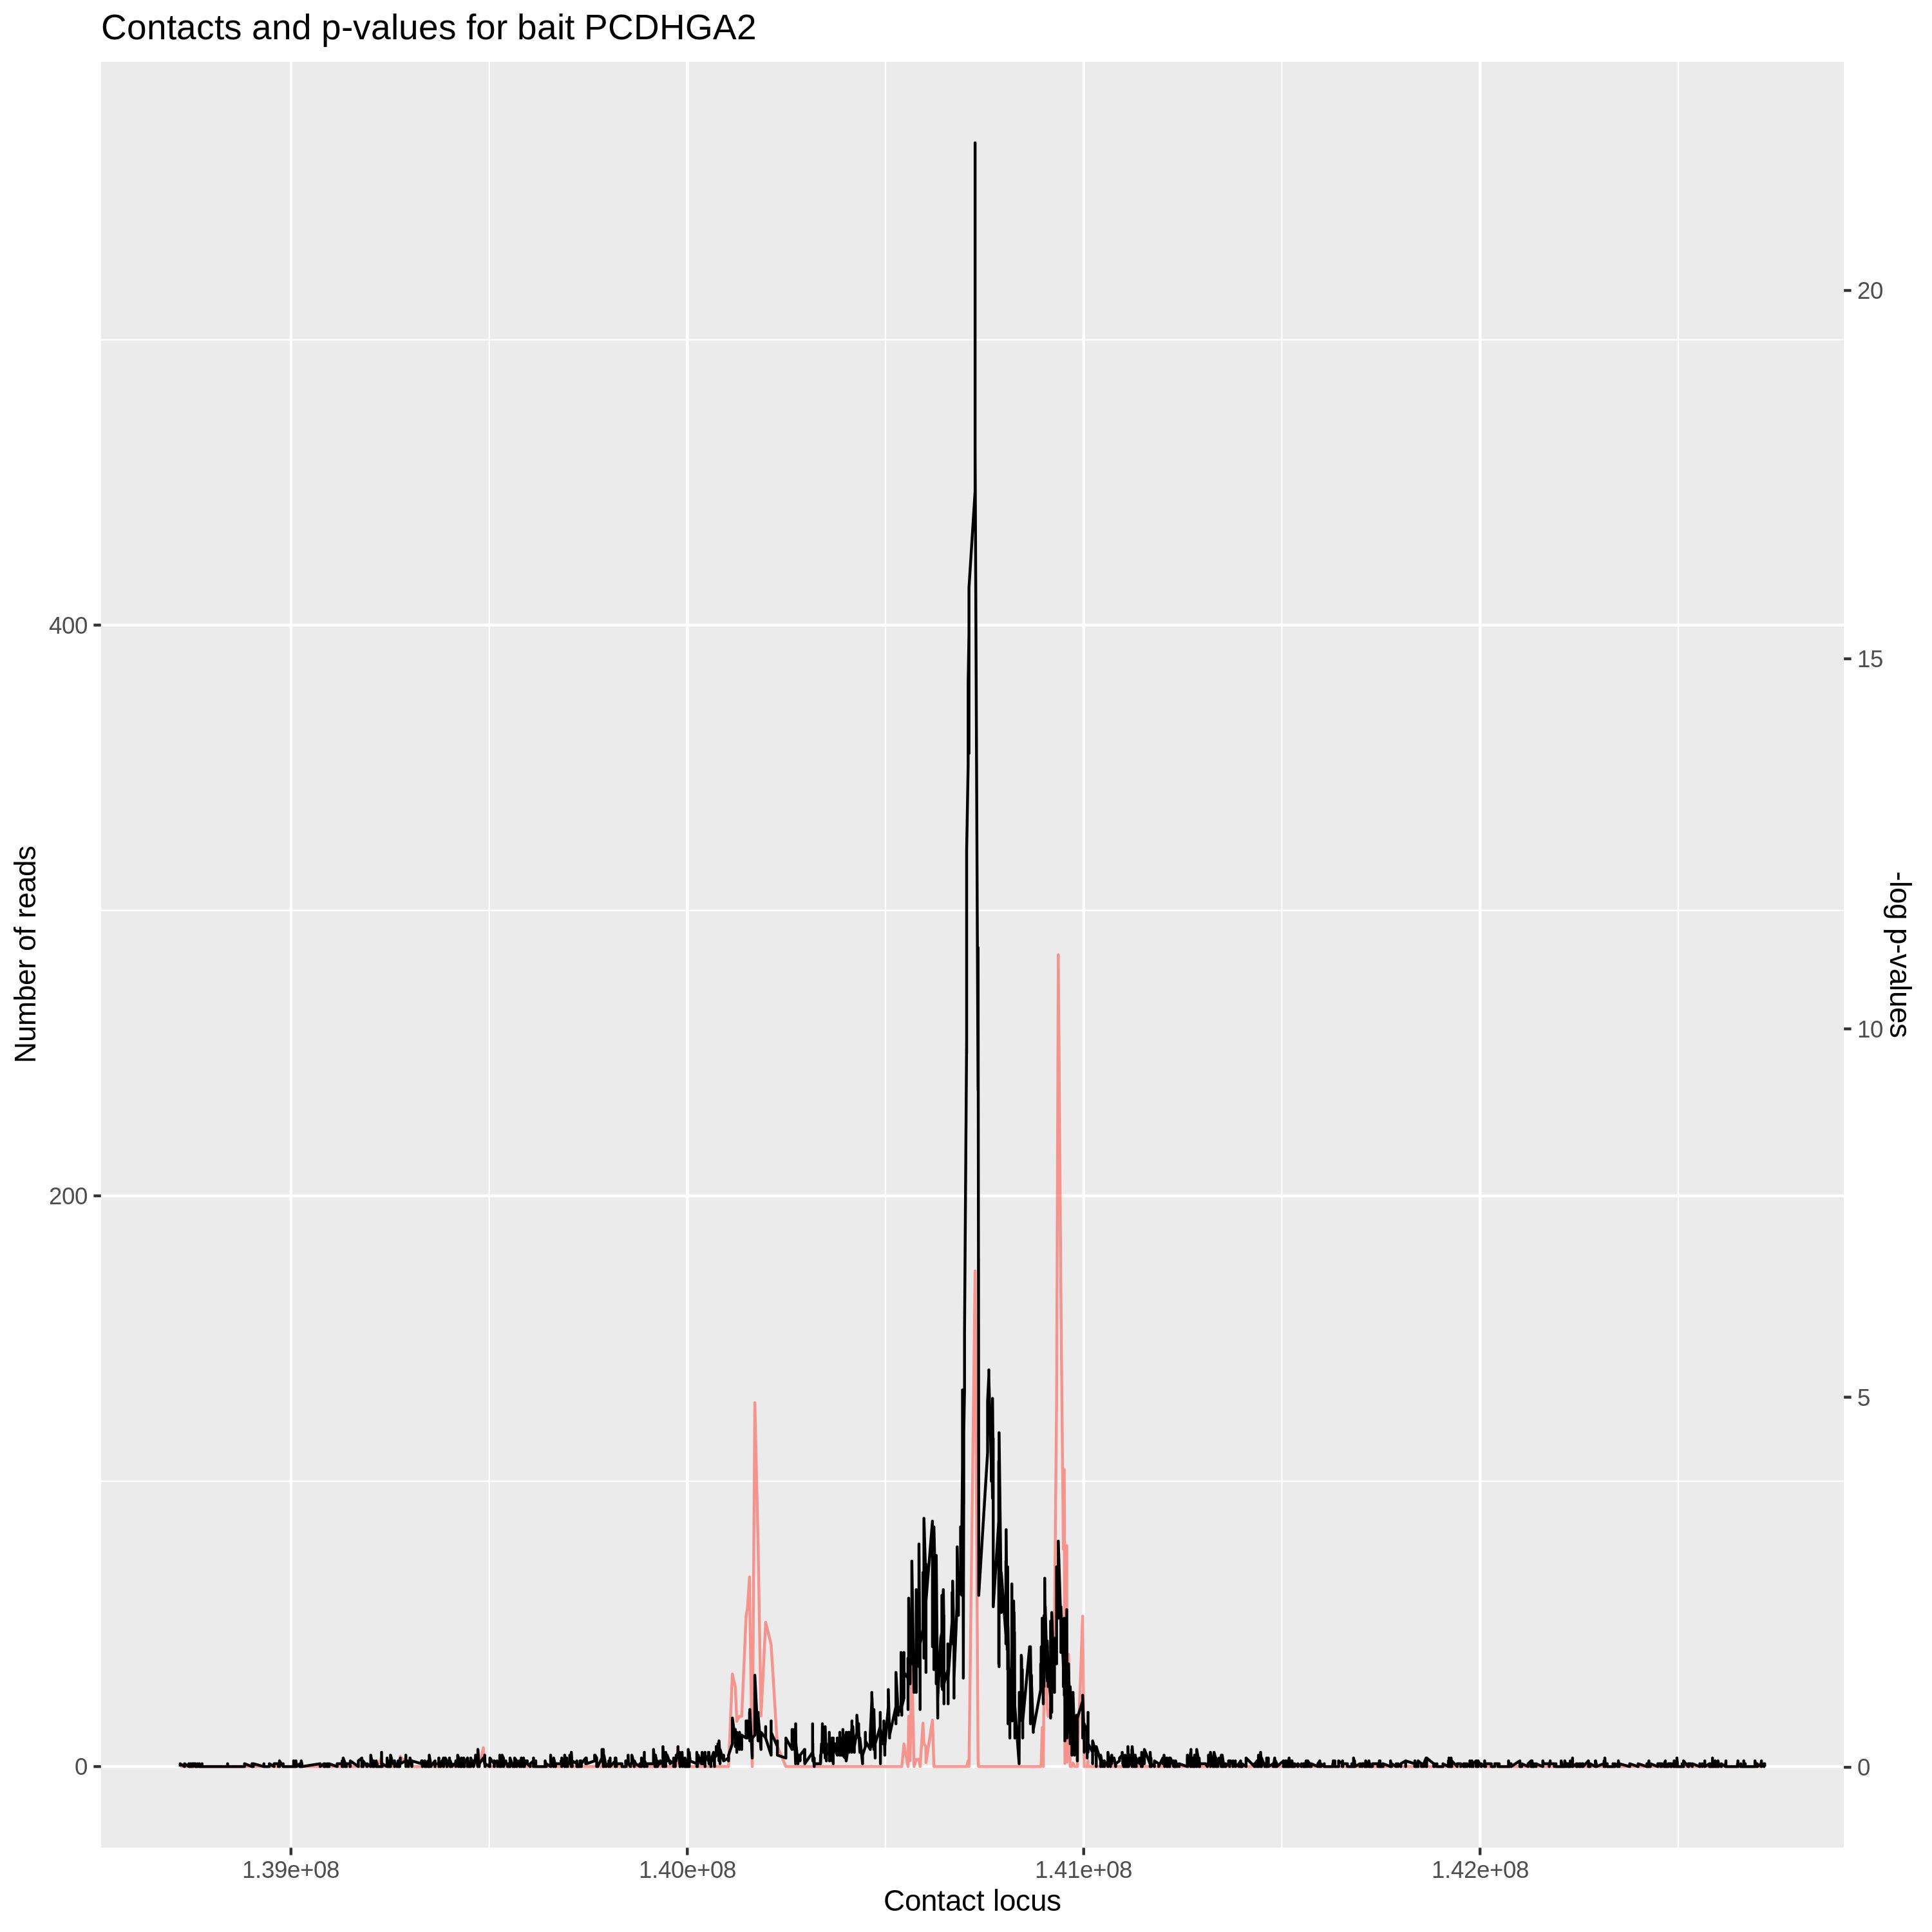 Contacts and p-values for bait PCDHGA2
20
400
15
Number of reads
-log p-values
10
200
5
0
0
1.39e+08
1.40e+08
1.41e+08
1.42e+08
Contact locus